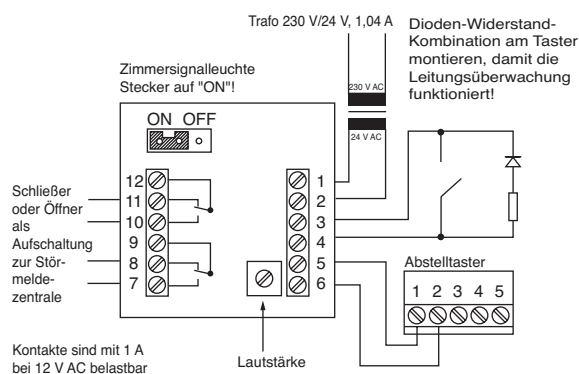 Trafo 230 V/24 V, 1,04 A
Dioden-Widerstand-
Kombination am Taster
montieren, damit die
Leitungsüberwachung
funktioniert!
Zimmersignalleuchte
Stecker auf "ON"!
230 V AC
24 V AC
ON OFF
12
11
10
9
8
7
1
2
3
4
5
6
Schließer
oder Öffner
als
Aufschaltung
zur Stör-
melde-
zentrale
Abstelltaster
1 2 3 4 5
Kontakte sind mit 1 A
bei 12 V AC belastbar
Lautstärke